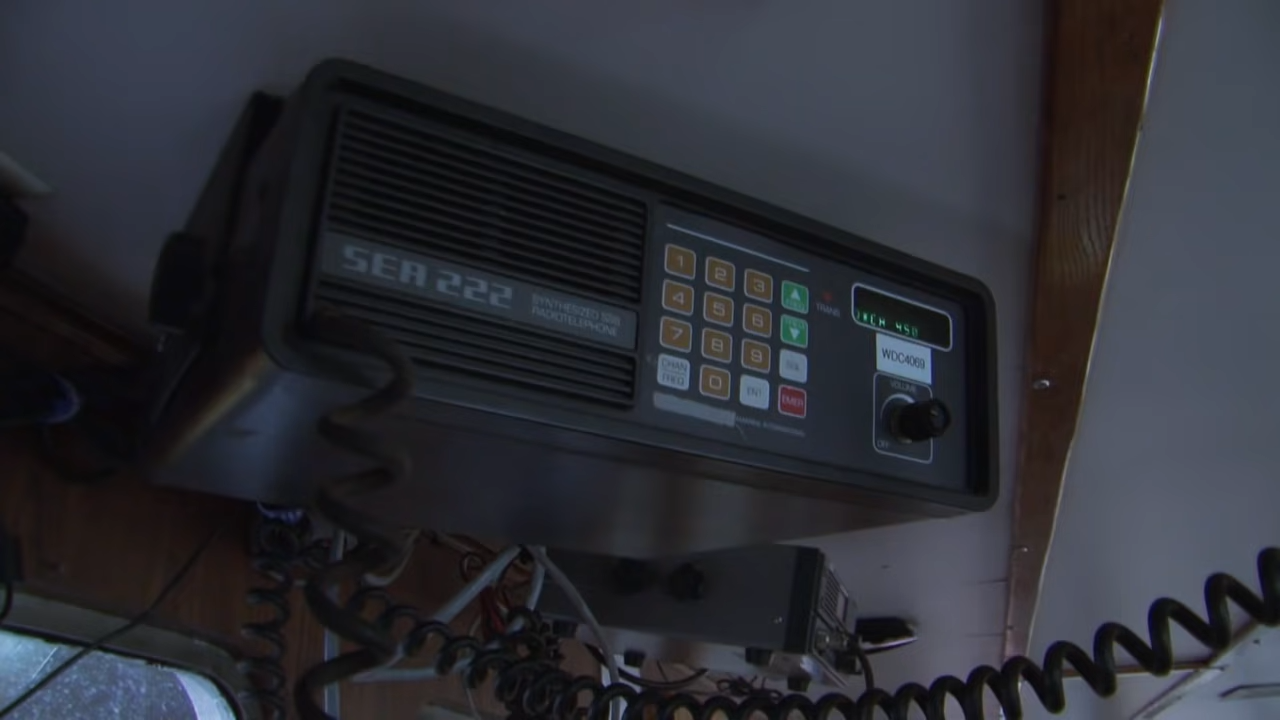 SEA 222
SYNTHESIZED SSB
RADIOTELEPHONE
1 2 3
4 5 6
7 8 9
CHAN
FREQ
0
ENT
EMER
TRANS
CH 450
WDC4069
VOLUME
OFF